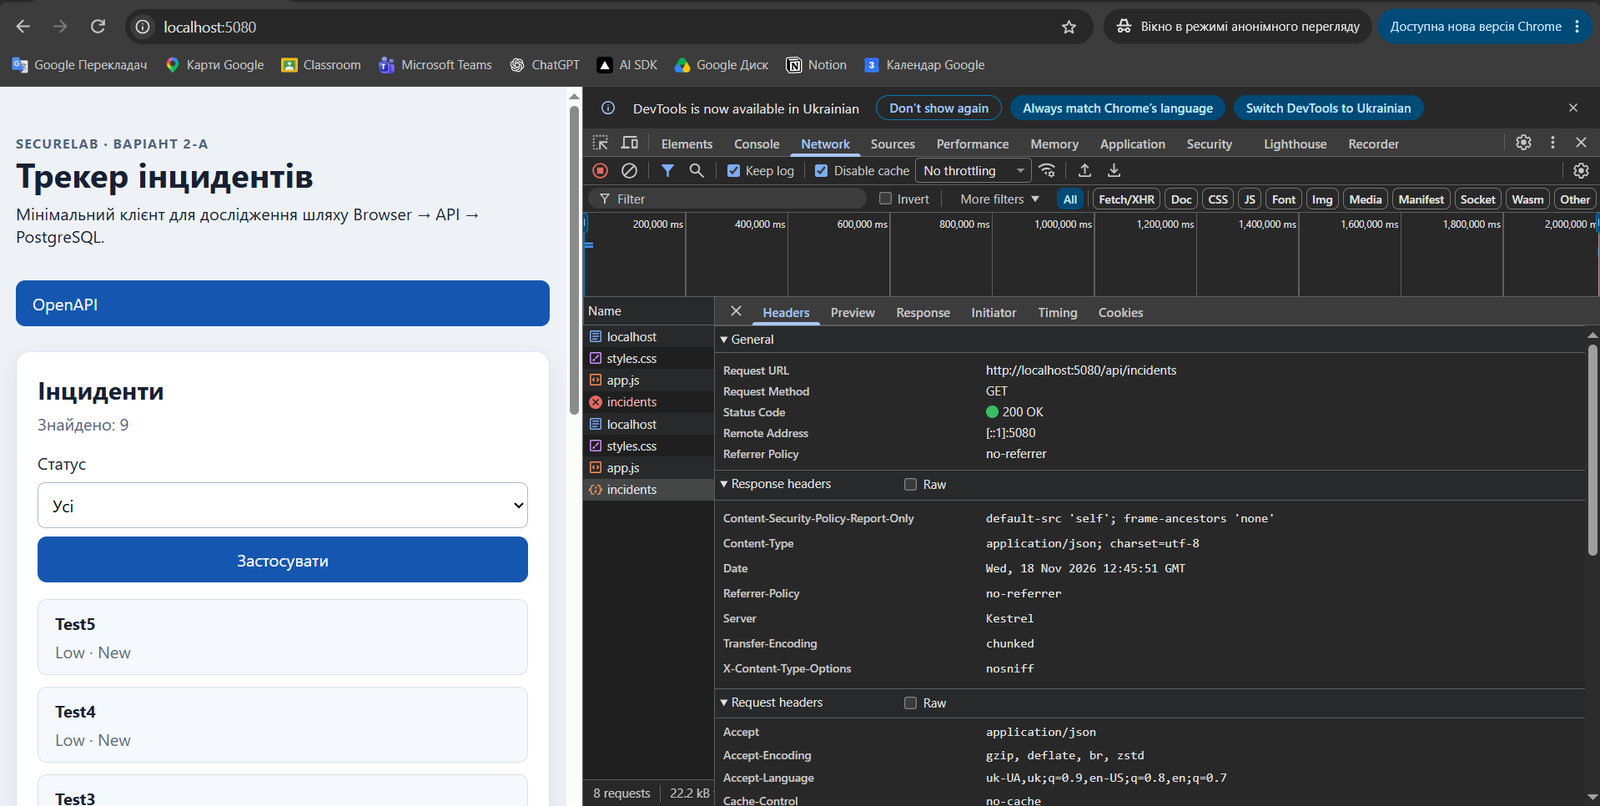 localhost:5080
Вікно в режимі анонімного перегляду
Доступна нова версія Chrome
Google Перекладач
Карти Google
Classroom
Microsoft Teams
ChatGPT
AI SDK
Google Диск
Notion
Календар Google
SECURELAB · ВАРІАНТ 2-А
Трекер інцидентів
Мінімальний клієнт для дослідження шляху Browser → API →
PostgreSQL.
OpenAPI
Інциденти
Знайдено: 9
Статус
Усі
Застосувати
Test5
Low · New
Test4
Low · New
Test3
DevTools is now available in Ukrainian
Don't show again
Always match Chrome's language
Switch DevTools to Ukrainian
Elements Console Network Sources Performance Memory Application Security Lighthouse Recorder
Keep log Disable cache No throttling
Filter Invert More filters All Fetch/XHR Doc CSS JS Font Img Media Manifest Socket Wasm Other
200,000 ms 400,000 ms 600,000 ms 800,000 ms 1,000,000 ms 1,200,000 ms 1,400,000 ms 1,600,000 ms 1,800,000 ms 2,000,000 m
Name
localhost
styles.css
app.js
incidents
localhost
styles.css
app.js
incidents
8 requests 22.2 kB
Headers Preview Response Initiator Timing Cookies
General
Request URL http://localhost:5080/api/incidents
Request Method GET
Status Code 200 OK
Remote Address [::1]:5080
Referrer Policy no-referrer
Response headers Raw
Content-Security-Policy-Report-Only default-src 'self'; frame-ancestors 'none'
Content-Type application/json; charset=utf-8
Date Wed, 18 Nov 2026 12:45:51 GMT
Referrer-Policy no-referrer
Server Kestrel
Transfer-Encoding chunked
X-Content-Type-Options nosniff
Request headers Raw
Accept application/json
Accept-Encoding gzip, deflate, br, zstd
Accept-Language uk-UA,uk;q=0.9,en-US;q=0.8,en;q=0.7
Cache-Control no-cache